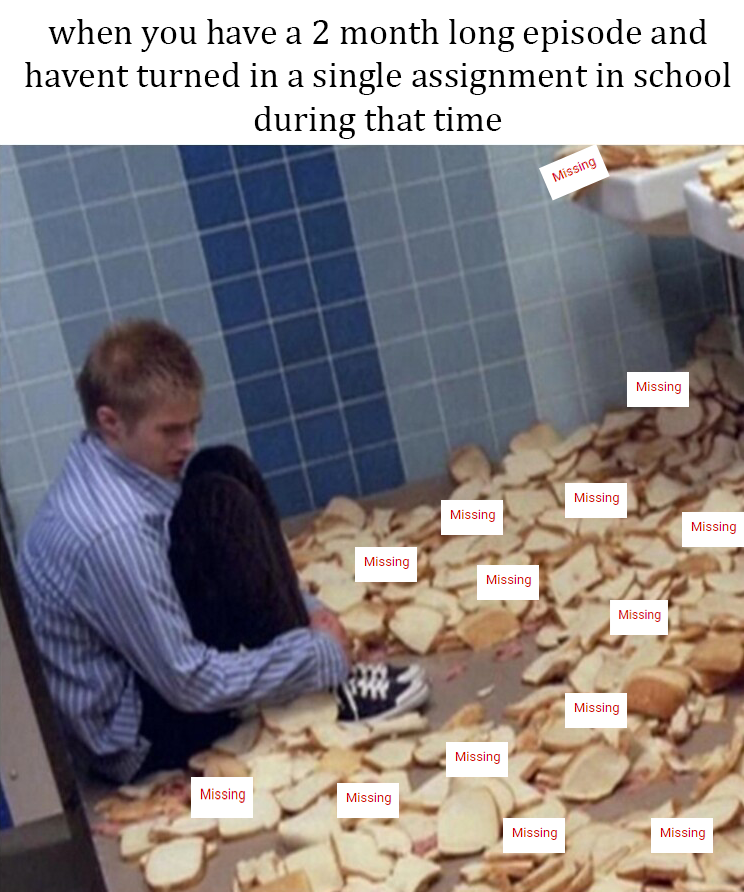 when you have a 2 month long episode and
havent turned in a single assignment in school
during that time
Missing
Missing
Missing
Missing
Missing
Missing
Missing
Missing
Missing
Missing
Missing
Missing
Missing
Missing